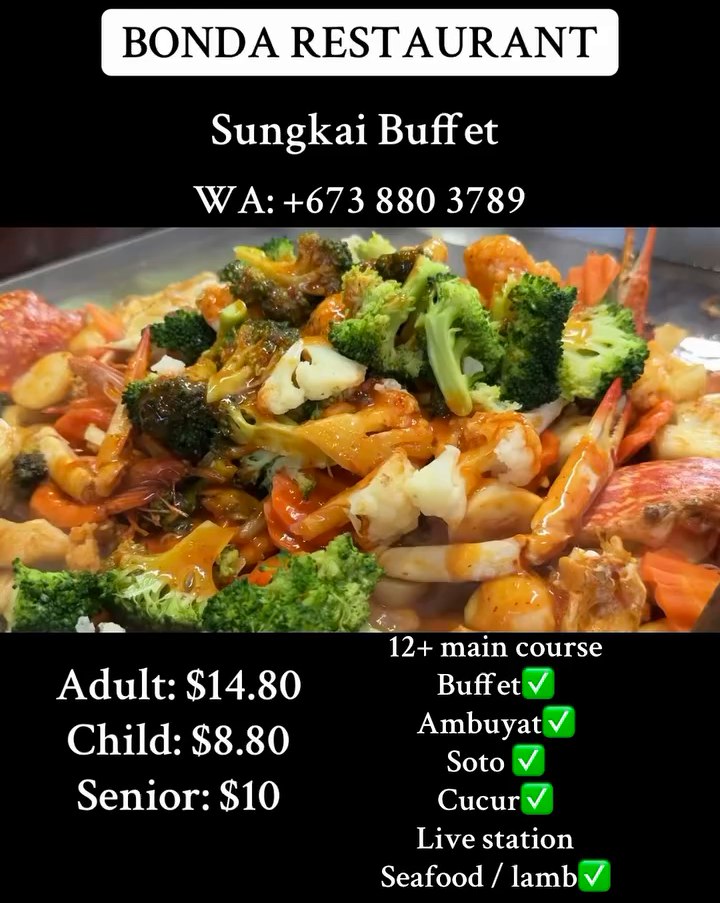 BONDA RESTAURANT
Sungkai Buffet
WA: +673 880 3789
Adult: $14.80
Child: $8.80
Senior: $10
12+ main course
Buffet✅
Ambuyat✅
Soto ✅
Cucur✅
Live station
Seafood / lamb✅